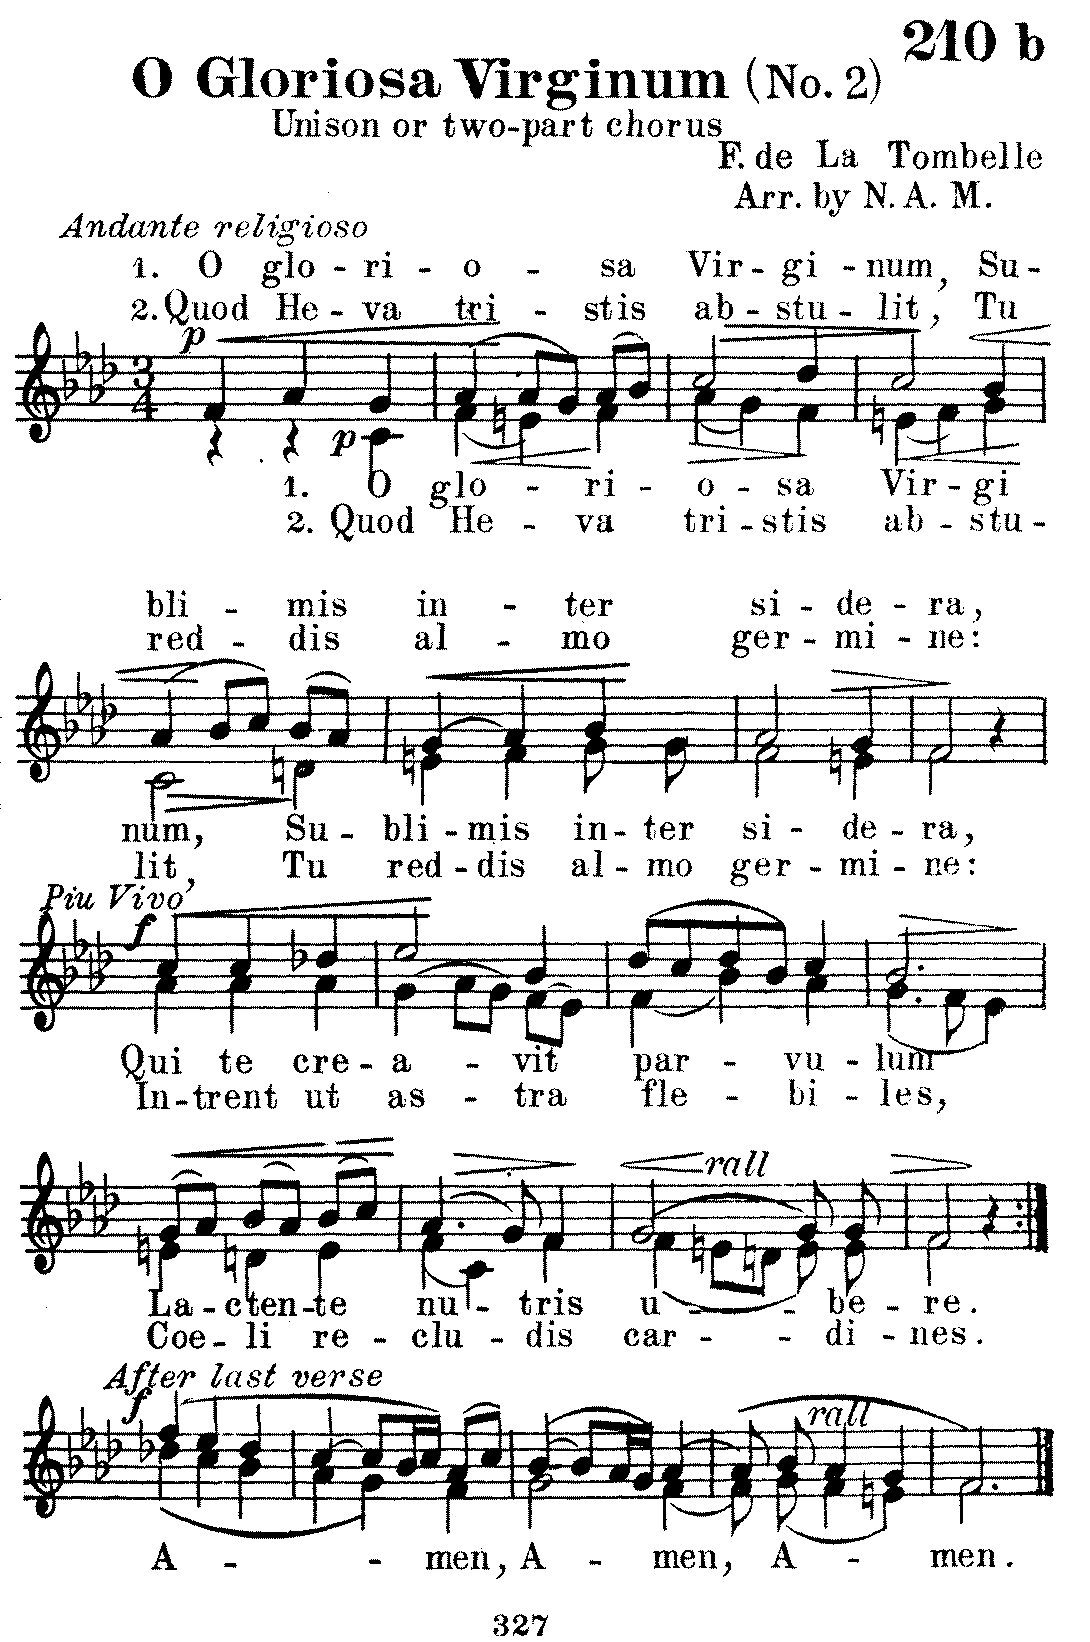 210 b
O Gloriosa Virginum (No. 2)
Unison or two-part chorus
F. de La Tombelle
Arr. by N. A. M.
Andante religioso
1. O glo - ri - o - sa Vir - gi - num, Su -
2. Quod He - va tri - stis ab - stu - lit, Tu
p
p
1. O glo - ri - o - sa Vir - gi
2. Quod He - va tri - stis ab - stu -
bli - mis in - ter si - de - ra,
red - dis al - mo ger - mi - ne:
num, Su - bli - mis in - ter si - de - ra,
lit, Tu red - dis al - mo ger - mi - ne:
Piu Vivo
f
Qui te cre - a - vit par - vu - lum
In - trent ut as - tra fle - bi - les,
rall
La - cten - te nu - tris u - - be - re.
Coe - li re - clu - dis car - - di - nes.
After last verse
f
rall
A - - men, A - men, A - men.
327